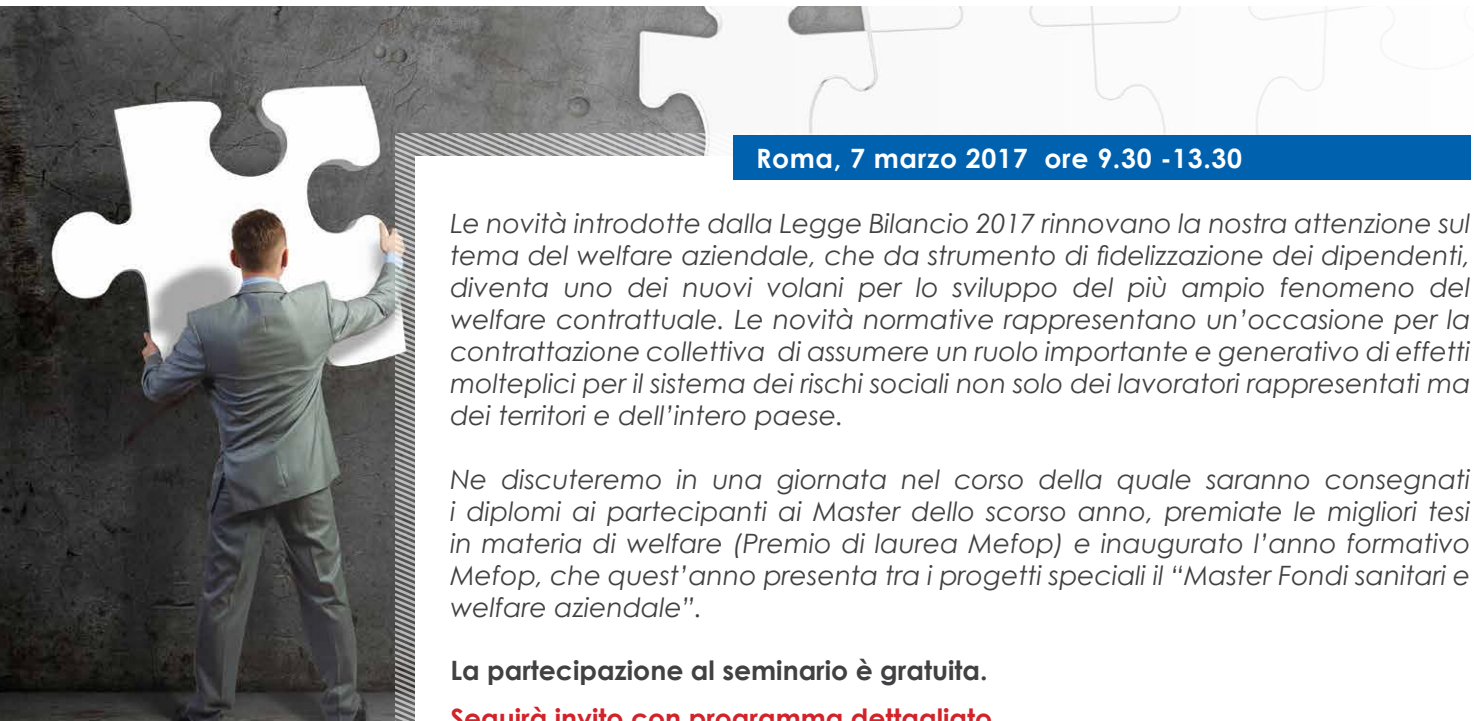 Roma, 7 marzo 2017 ore 9.30 -13.30
Le novità introdotte dalla Legge Bilancio 2017 rinnovano la nostra attenzione sul
tema del welfare aziendale, che da strumento di fidelizzazione dei dipendenti,
diventa uno dei nuovi volani per lo sviluppo del più ampio fenomeno del
welfare contrattuale. Le novità normative rappresentano un’occasione per la
contrattazione collettiva di assumere un ruolo importante e generativo di effetti
molteplici per il sistema dei rischi sociali non solo dei lavoratori rappresentati ma
dei territori e dell’intero paese.
Ne discuteremo in una giornata nel corso della quale saranno consegnati
i diplomi ai partecipanti ai Master dello scorso anno, premiate le migliori tesi
in materia di welfare (Premio di laurea Mefop) e inaugurato l’anno formativo
Mefop, che quest’anno presenta tra i progetti speciali il “Master Fondi sanitari e
welfare aziendale”.
La partecipazione al seminario è gratuita.
Seguirà invito con programma dettagliato